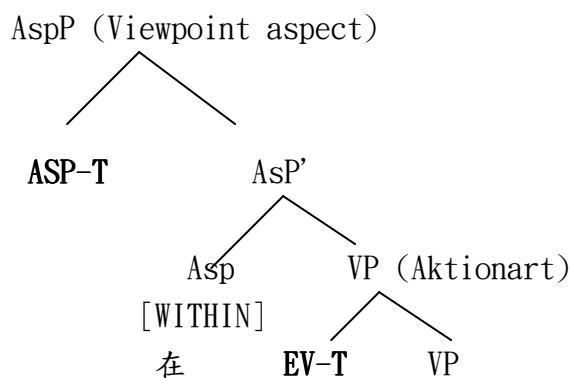 AspP (Viewpoint aspect)
ASP-T AsP'
Asp VP (Aktionart)
[WITHIN]
在 EV-T VP